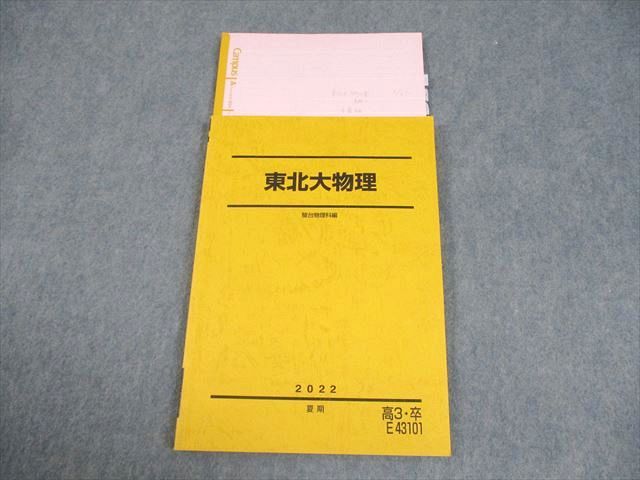 Campus
東北大物理
駿台物理科編
2022
夏期
高3・卒
E43101